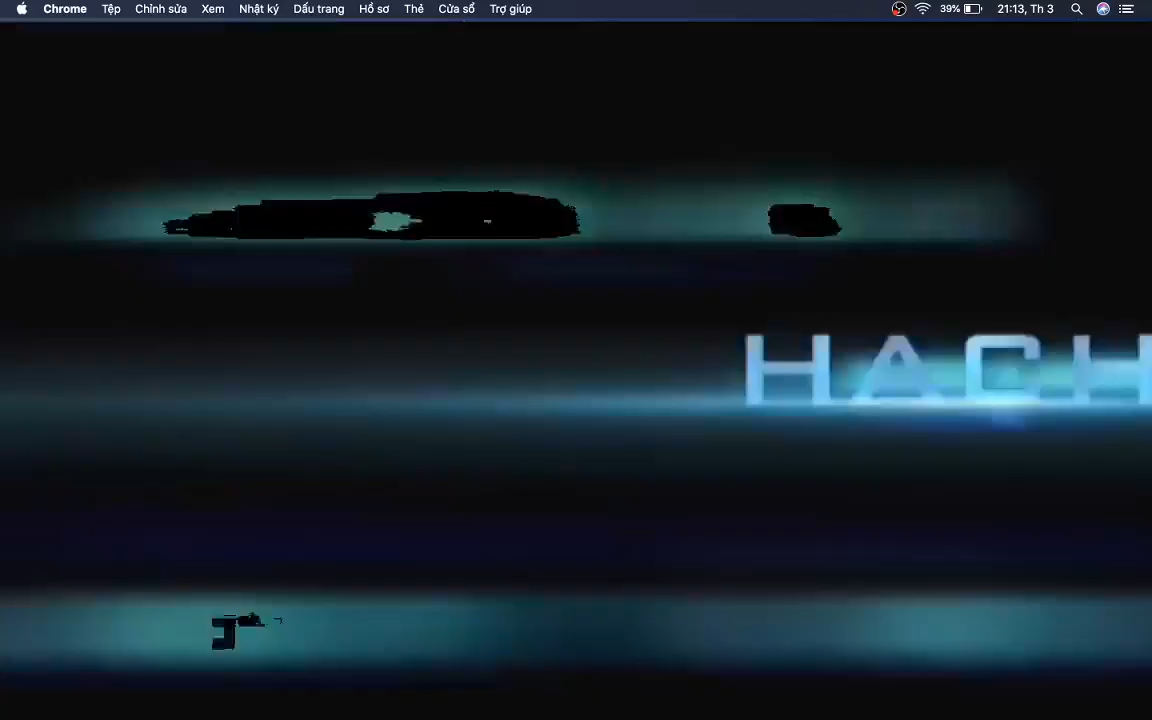 Chrome Tệp Chỉnh sửa Xem Nhật ký Dấu trang Hồ sơ Thẻ Cửa sổ Trợ giúp 39% 21:13, Th 3
HACH